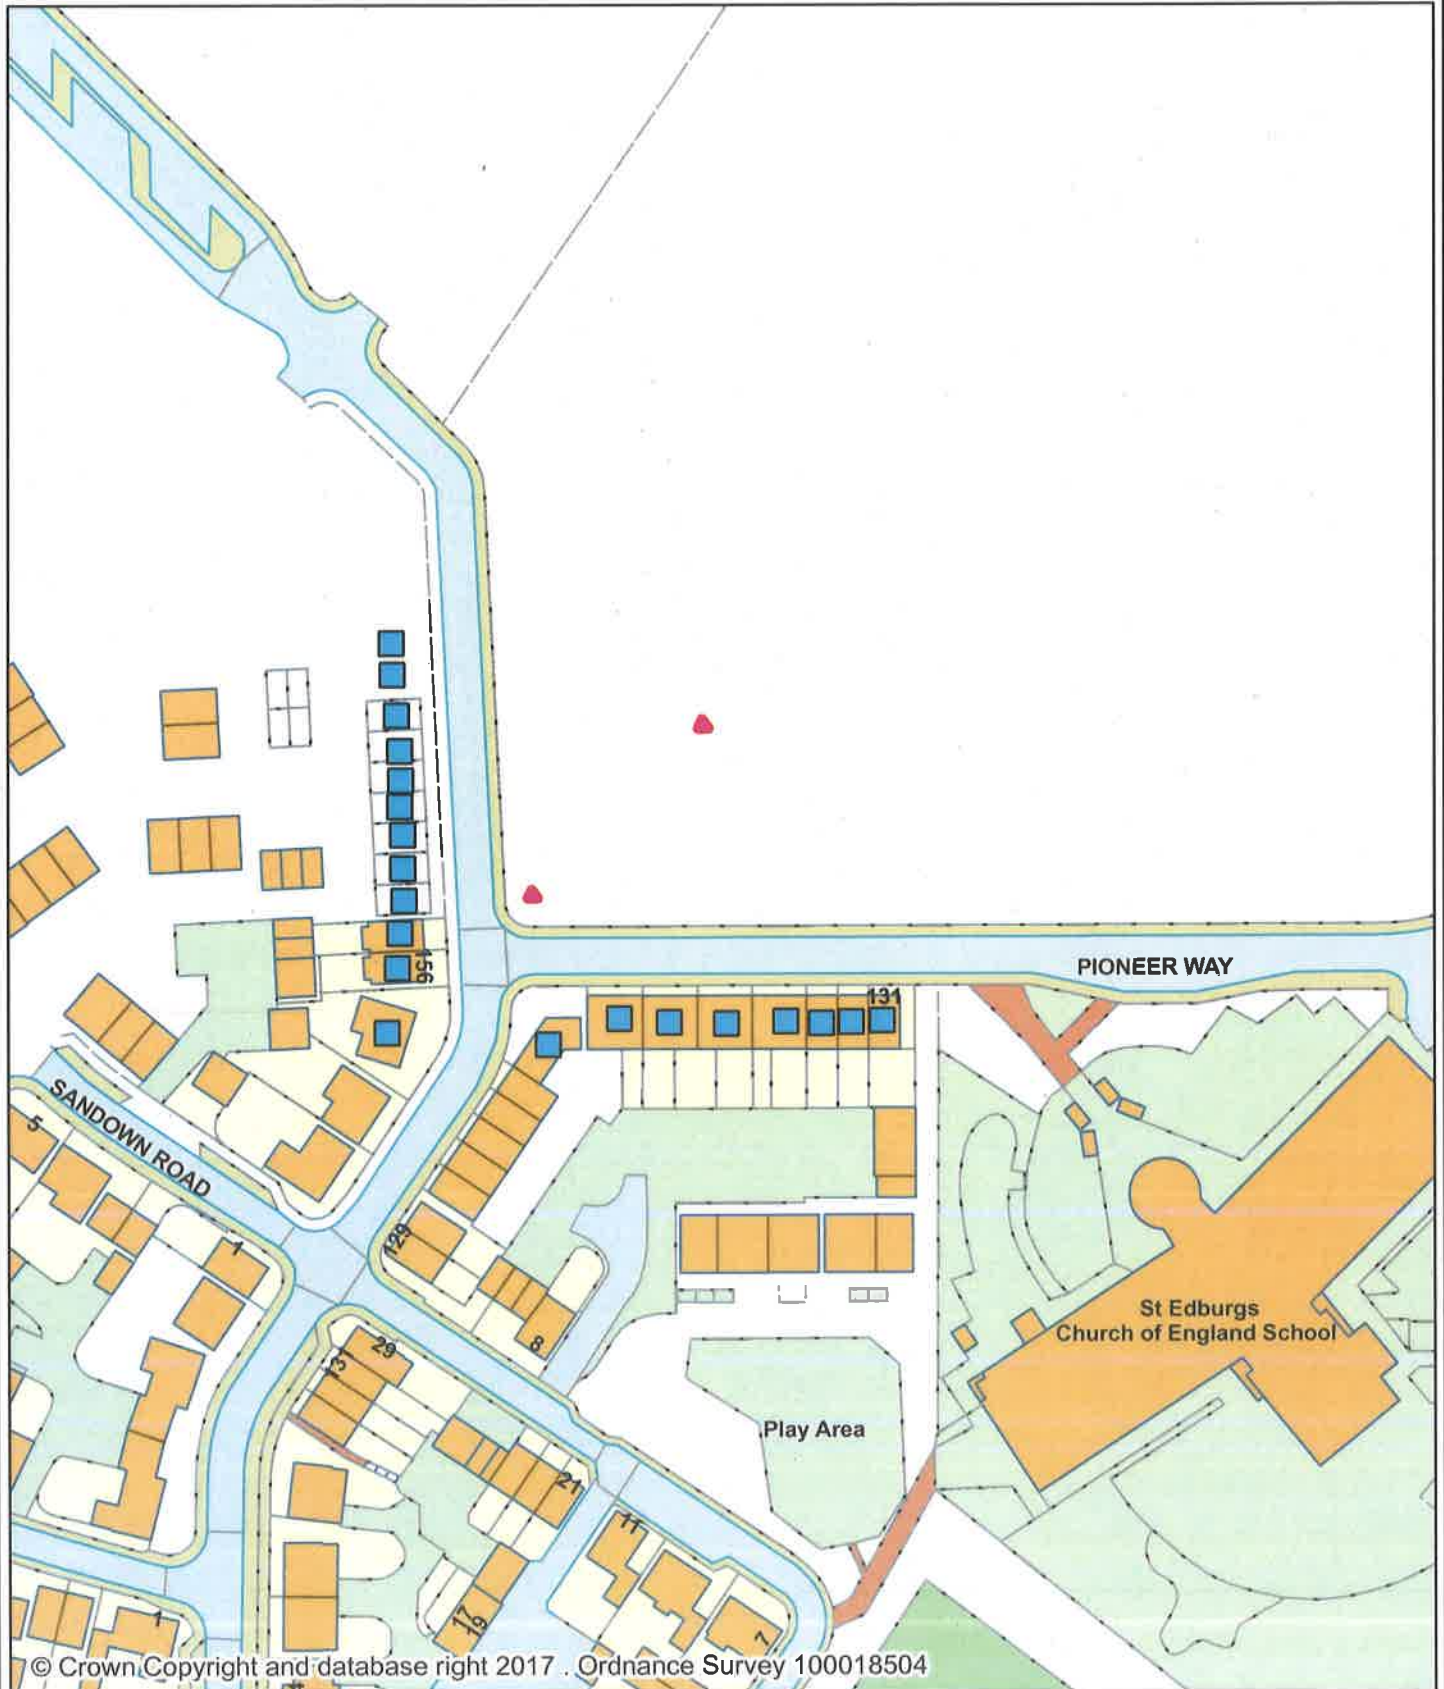 156
PIONEER WAY
131
SANDOWN ROAD
5
1
129
8
St Edburgs
Church of England School
29
131
Play Area
21
11
17
19
7
1
© Crown Copyright and database right 2017 . Ordnance Survey 100018504